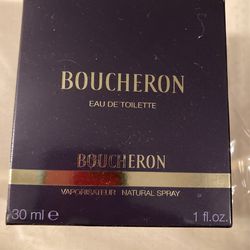 BOUCHERON
EAU DE TOILETTE
BOUCHERON
VAPORISATEUR NATURAL SPRAY
30 ml ℮ 1 fl.oz.